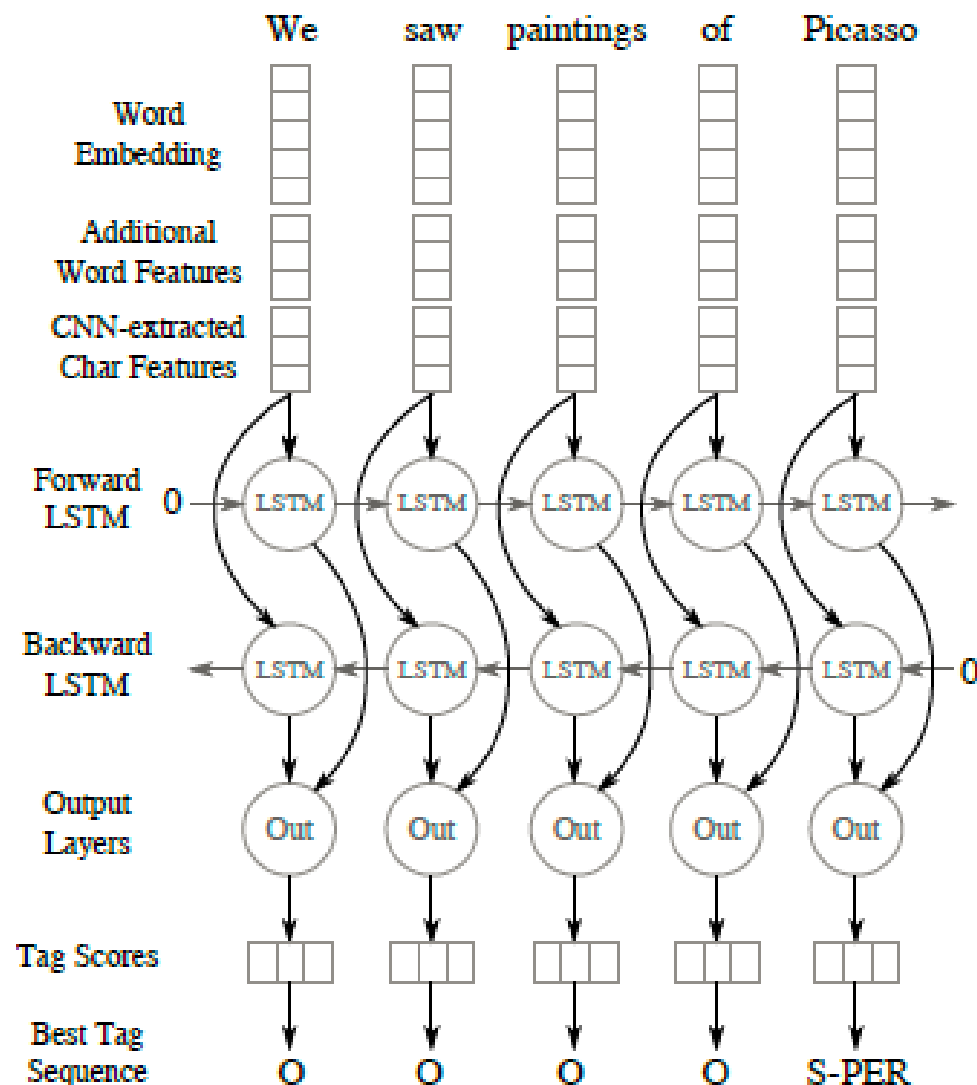 We saw paintings of Picasso
Word
Embedding
Additional
Word Features
CNN-extracted
Char Features
Forward
LSTM
0 LSTM LSTM LSTM LSTM LSTM
Backward
LSTM
LSTM LSTM LSTM LSTM LSTM 0
Output
Layers
Out Out Out Out Out
Tag Scores
Best Tag
Sequence
O O O O S-PER